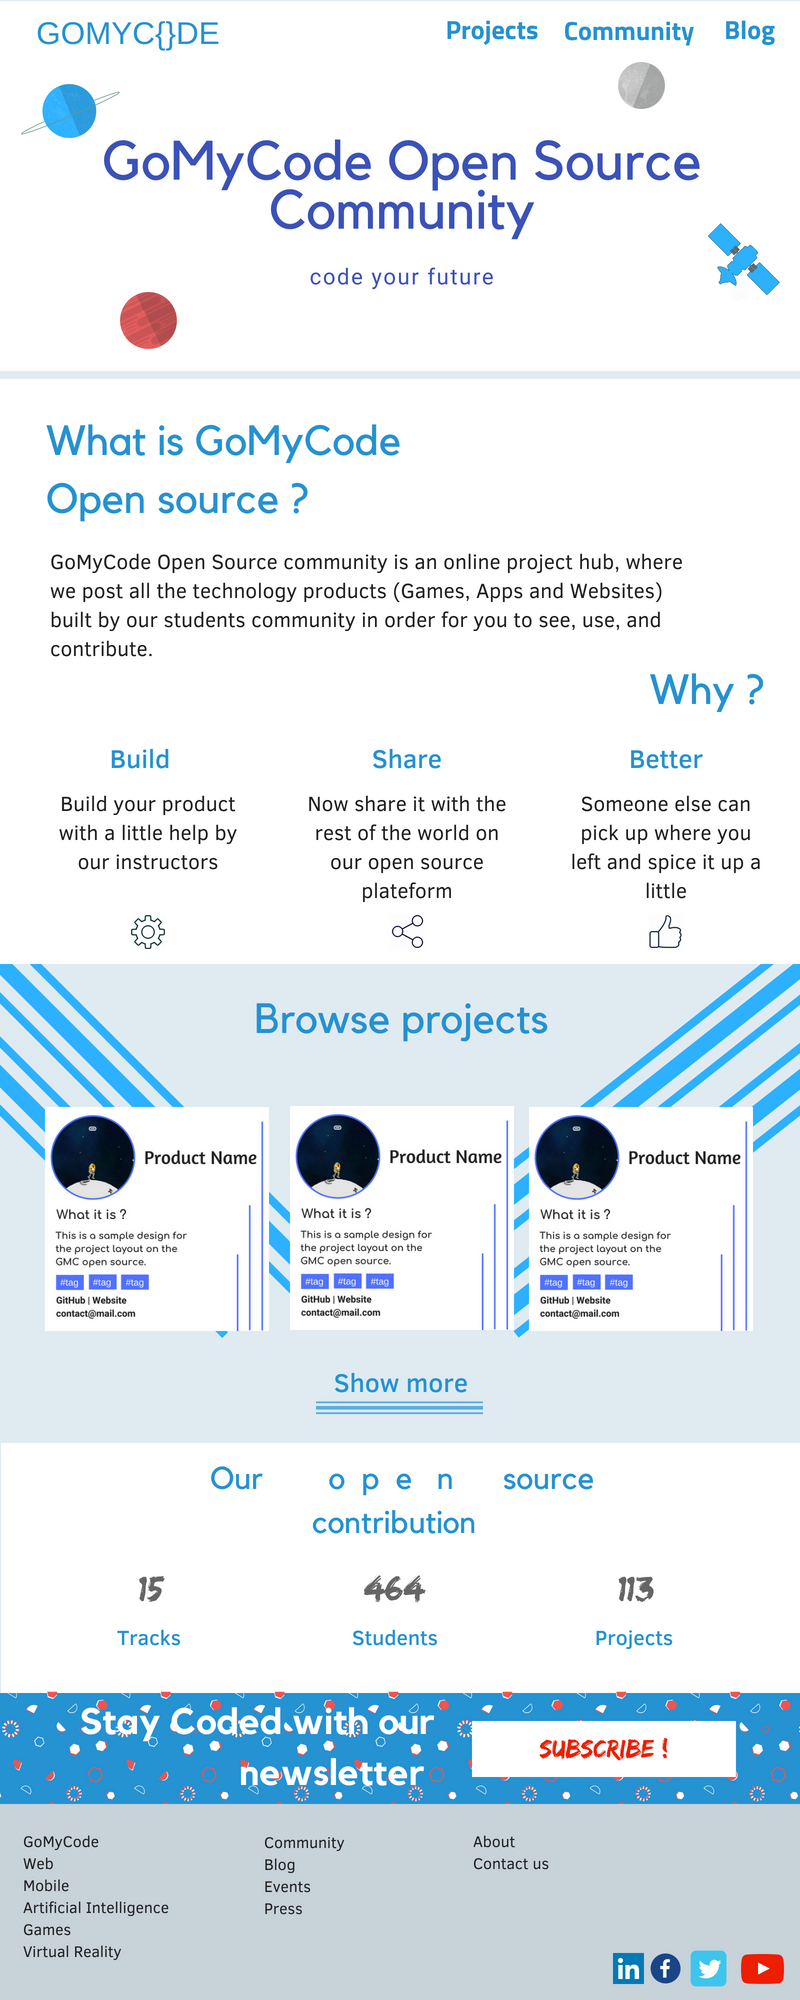 GOMYC{}DE
Projects Community Blog
GoMyCode Open Source
Community
code your future
What is GoMyCode
Open source ?
GoMyCode Open Source community is an online project hub, where
we post all the technology products (Games, Apps and Websites)
built by our students community in order for you to see, use, and
contribute.
Why ?
Build
Build your product
with a little help by
our instructors
Share
Now share it with the
rest of the world on
our open source
plateform
Better
Someone else can
pick up where you
left and spice it up a
little
Browse projects
Product Name
What it is ?
This is a sample design for
the project layout on the
GMC open source.
#tag #tag #tag
GitHub | Website
contact@mail.com
Product Name
What it is ?
This is a sample design for
the project layout on the
GMC open source.
#tag #tag #tag
GitHub | Website
contact@mail.com
Product Name
What it is ?
This is a sample design for
the project layout on the
GMC open source.
#tag #tag #tag
GitHub | Website
contact@mail.com
Show more
Our open source
contribution
15
Tracks
464
Students
113
Projects
Stay Coded with our
newsletter
SUBSCRIBE !
GoMyCode
Web
Mobile
Artificial Intelligence
Games
Virtual Reality
Community
Blog
Events
Press
About
Contact us
in f